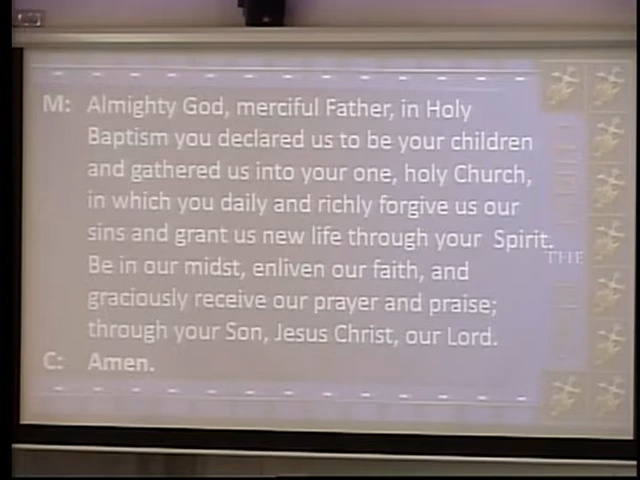 M: Almighty God, merciful Father, in Holy
Baptism you declared us to be your children
and gathered us into your one, holy Church,
in which you daily and richly forgive us our
sins and grant us new life through your Spirit.
THE
Be in our midst, enliven our faith, and
graciously receive our prayer and praise;
through your Son, Jesus Christ, our Lord.
C: Amen.